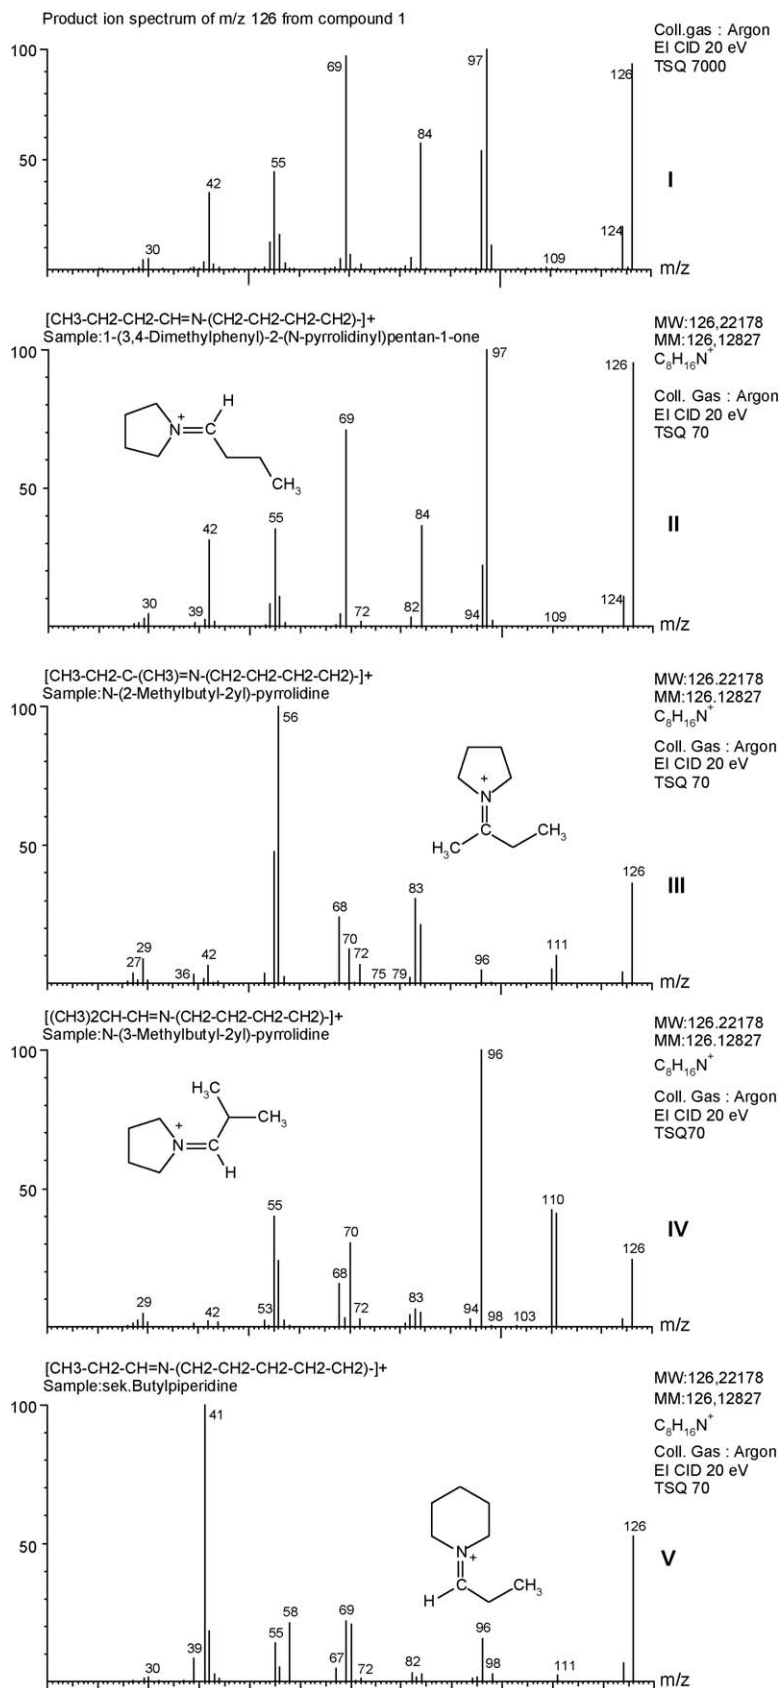 Product ion spectrum of m/z 126 from compound 1
Coll.gas : Argon
EI CID 20 eV
TSQ 7000
100
50
30
42
55
69
84
97
109
124
126
I
m/z
[CH3-CH2-CH2-CH=N-(CH2-CH2-CH2-CH2)-]+
Sample:1-(3,4-Dimethylphenyl)-2-(N-pyrrolidinyl)pentan-1-one
MW:126,22178
MM:126,12827
C8H16N+
Coll. Gas : Argon
EI CID 20 eV
TSQ 70
100
50
H
N
+
C
CH3
30
39
42
55
69
72
82
84
94
97
109
124
126
II
m/z
[CH3-CH2-C-(CH3)=N-(CH2-CH2-CH2-CH2)-]+
Sample:N-(2-Methylbutyl-2yl)-pyrrolidine
MW:126.22178
MM:126.12827
C8H16N+
Coll. Gas : Argon
EI CID 20 eV
TSQ 70
100
50
+
N
C
H3C
CH3
27
29
36
42
56
68
70
72
75
79
83
96
111
126
III
m/z
[(CH3)2CH-CH=N-(CH2-CH2-CH2-CH2)-]+
Sample:N-(3-Methylbutyl-2yl)-pyrrolidine
MW:126.22178
MM:126.12827
C8H16N+
Coll. Gas : Argon
EI CID 20 eV
TSQ70
100
50
H3C
CH3
+
N
C
H
29
42
53
55
68
70
72
83
94
96
98
103
110
126
IV
m/z
[CH3-CH2-CH=N-(CH2-CH2-CH2-CH2-CH2)-]+
Sample:sek.Butylpiperidine
MW:126,22178
MM:126,12827
C8H16N+
Coll. Gas : Argon
EI CID 20 eV
TSQ 70
100
50
N
+
H
C
CH3
30
39
41
55
58
67
69
72
82
96
98
111
126
V
m/z